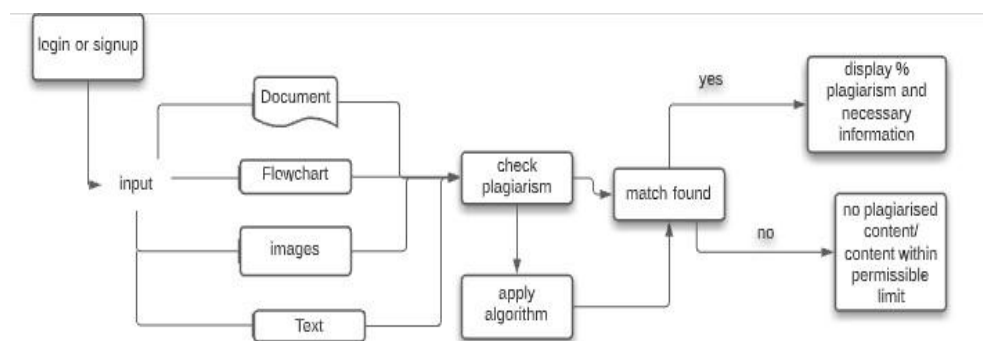 login or signup
input
Document
Flowchart
images
Text
check
plagiarism
apply
algorithm
match found
yes
display %
plagiarism and
necessary
information
no
no plagiarised
content/
content within
permissible
limit